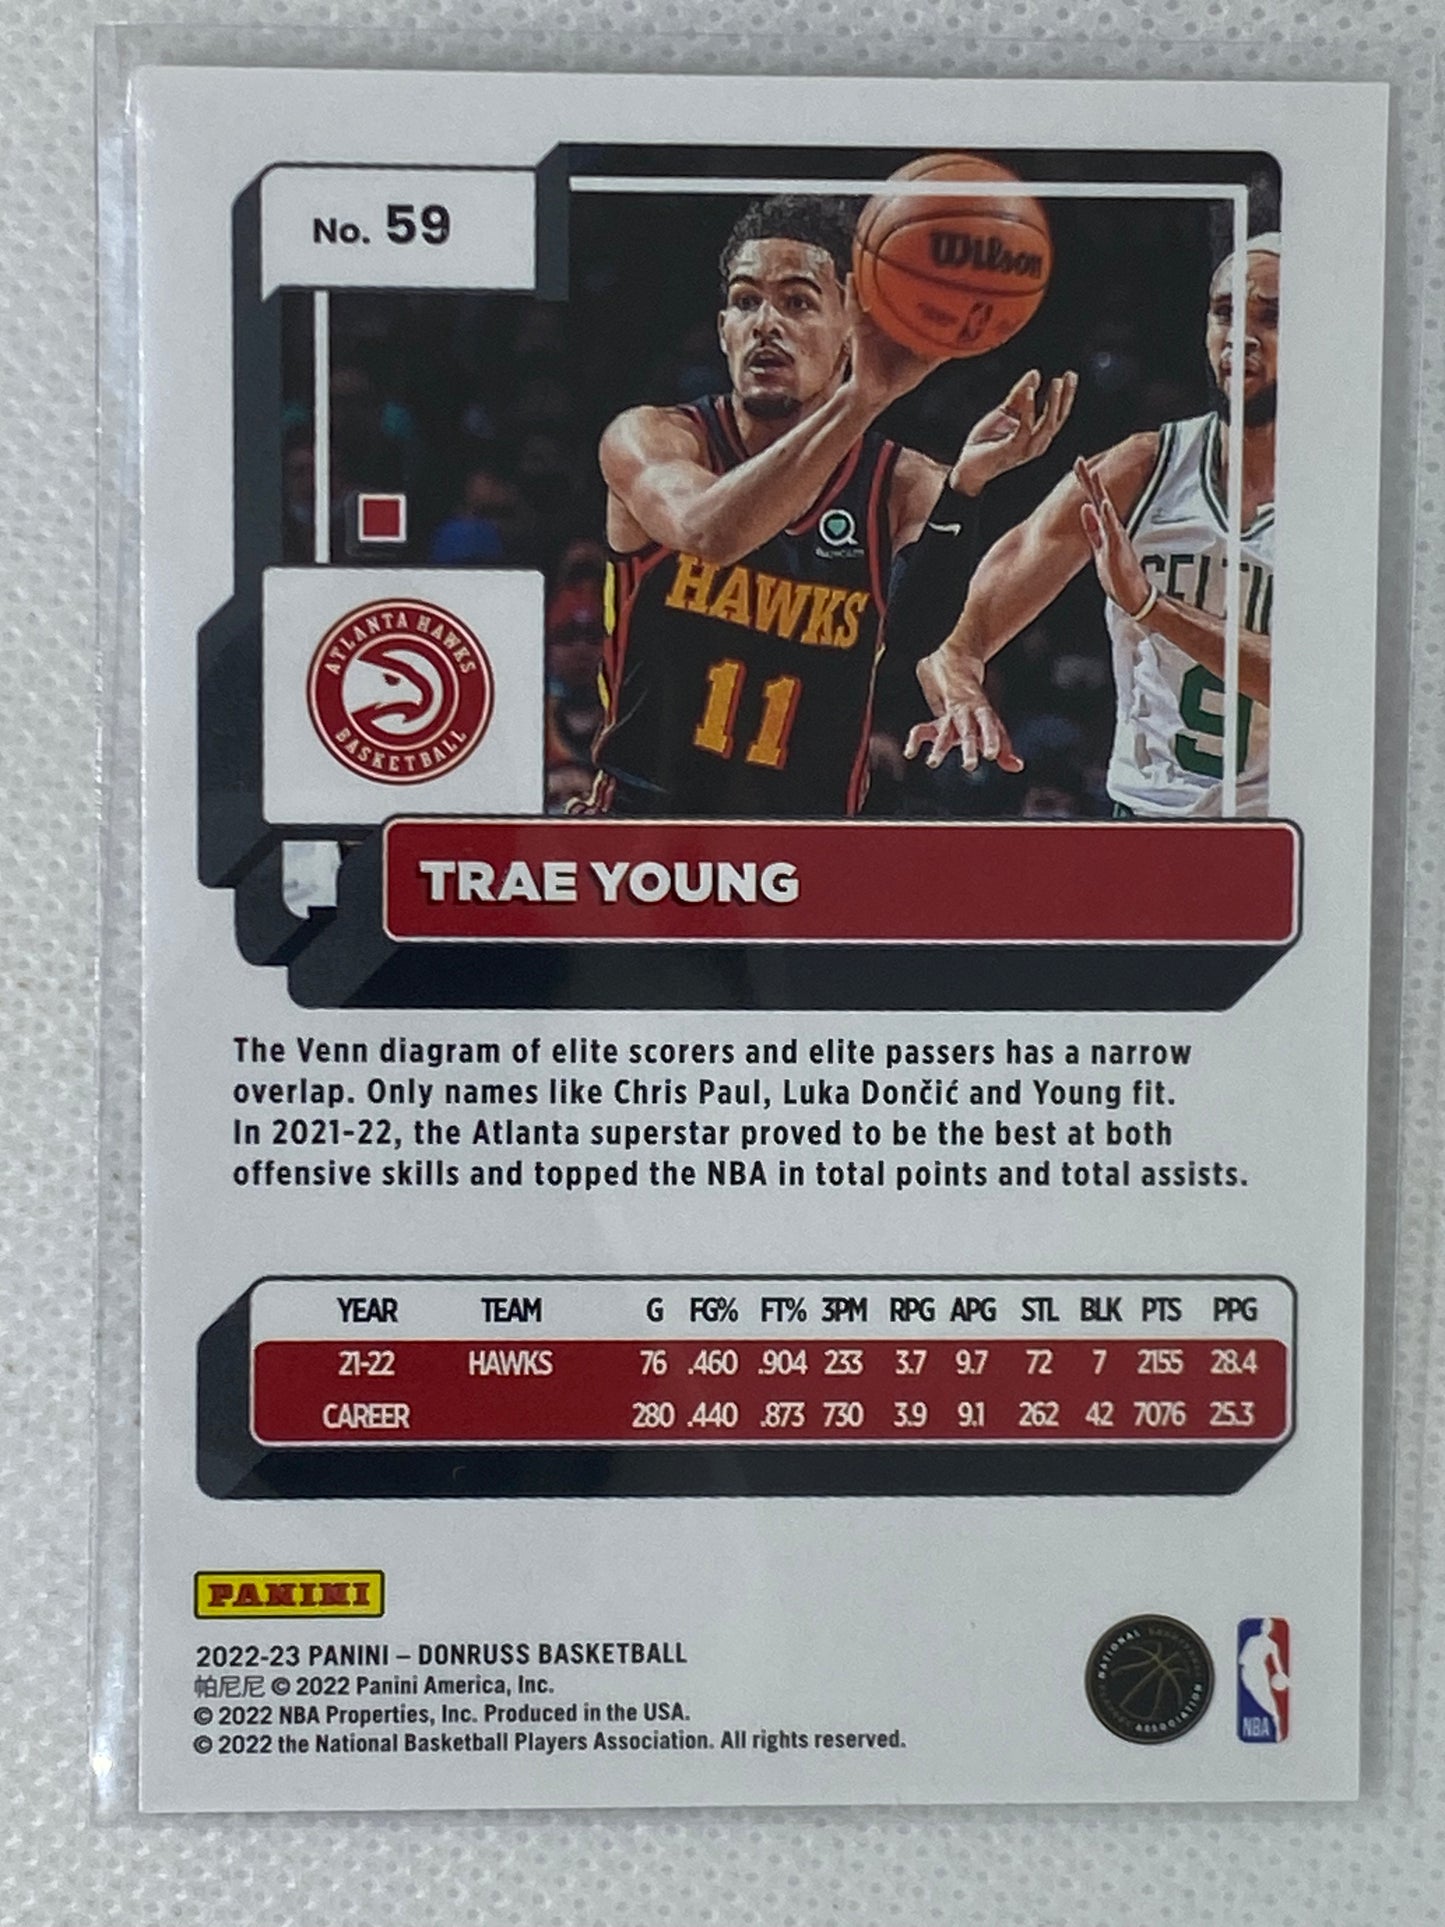 No. 59
Wilson
HAWKS
11
CELTI
9
ATLANTA HAWKS
BASKETBALL
TRAE YOUNG
The Venn diagram of elite scorers and elite passers has a narrow
overlap. Only names like Chris Paul, Luka Dončić and Young fit.
In 2021-22, the Atlanta superstar proved to be the best at both
offensive skills and topped the NBA in total points and total assists.
YEAR TEAM G FG% FT% 3PM RPG APG STL BLK PTS PPG
21-22 HAWKS 76 .460 .904 233 3.7 9.7 72 7 2155 28.4
CAREER 280 .440 .873 730 3.9 9.1 262 42 7076 25.3
PANINI
2022-23 PANINI – DONRUSS BASKETBALL
帕尼尼 © 2022 Panini America, Inc.
© 2022 NBA Properties, Inc. Produced in the USA.
© 2022 the National Basketball Players Association. All rights reserved.
NATIONAL BASKETBALL
PLAYERS ASSOCIATION
NBA